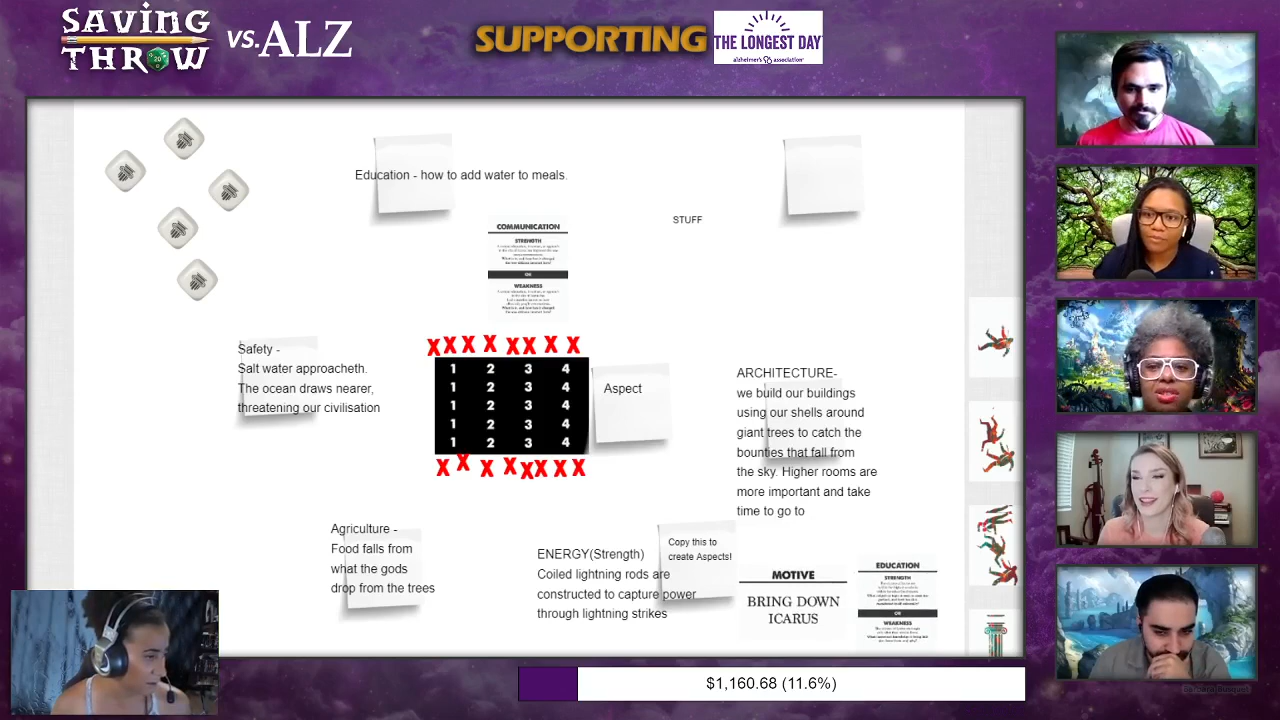 SAVING
THROW
VS. ALZ
SUPPORTING
THE LONGEST DAY
alzheimer's association
Education - how to add water to meals.
STUFF
COMMUNICATION
STRENGTH
OR
WEAKNESS
Safety -
Salt water approacheth.
The ocean draws nearer,
threatening our civilisation
X X X X X X X X
1 2 3 4
1 2 3 4
1 2 3 4
1 2 3 4
1 2 3 4
X X X X X X X X
Aspect
ARCHITECTURE-
we build our buildings
using our shells around
giant trees to catch the
bounties that fall from
the sky. Higher rooms are
more important and take
time to go to
Agriculture -
Food falls from
what the gods
drop from the trees
ENERGY(Strength)
Coiled lightning rods are
constructed to capture power
through lightning strikes
Copy this to
create Aspects!
MOTIVE
BRING DOWN
ICARUS
EDUCATION
STRENGTH
OR
WEAKNESS
$1,160.68 (11.6%)